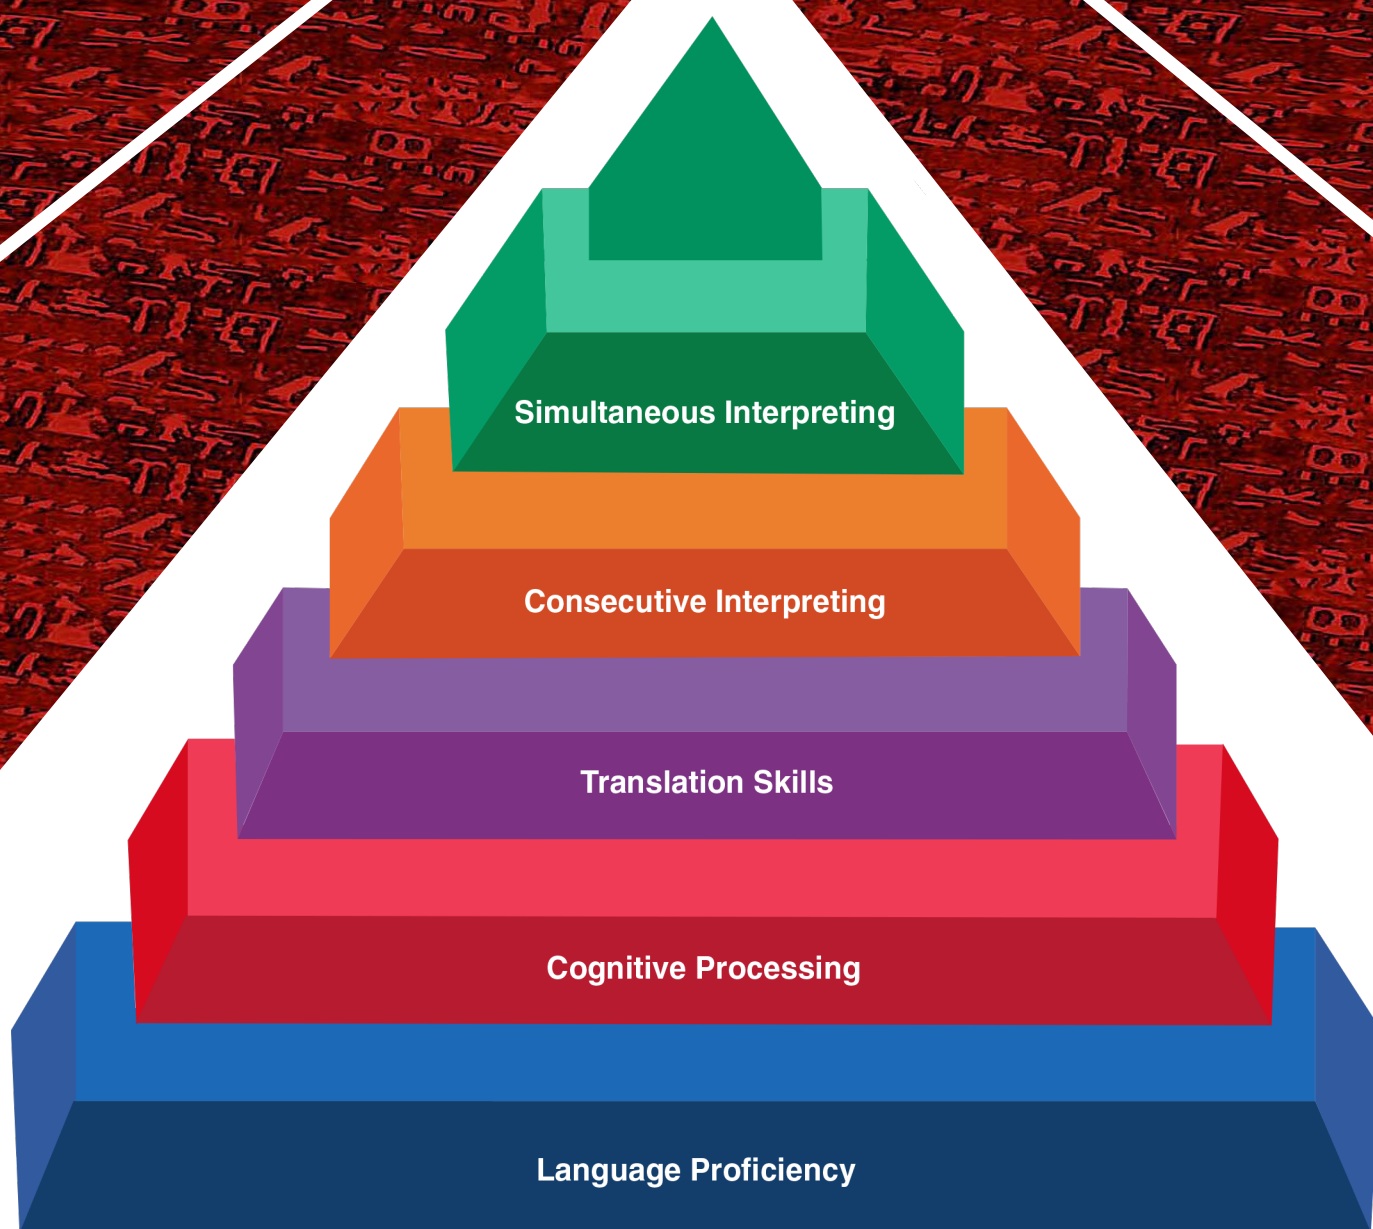 Simultaneous Interpreting
Consecutive Interpreting
Translation Skills
Cognitive Processing
Language Proficiency